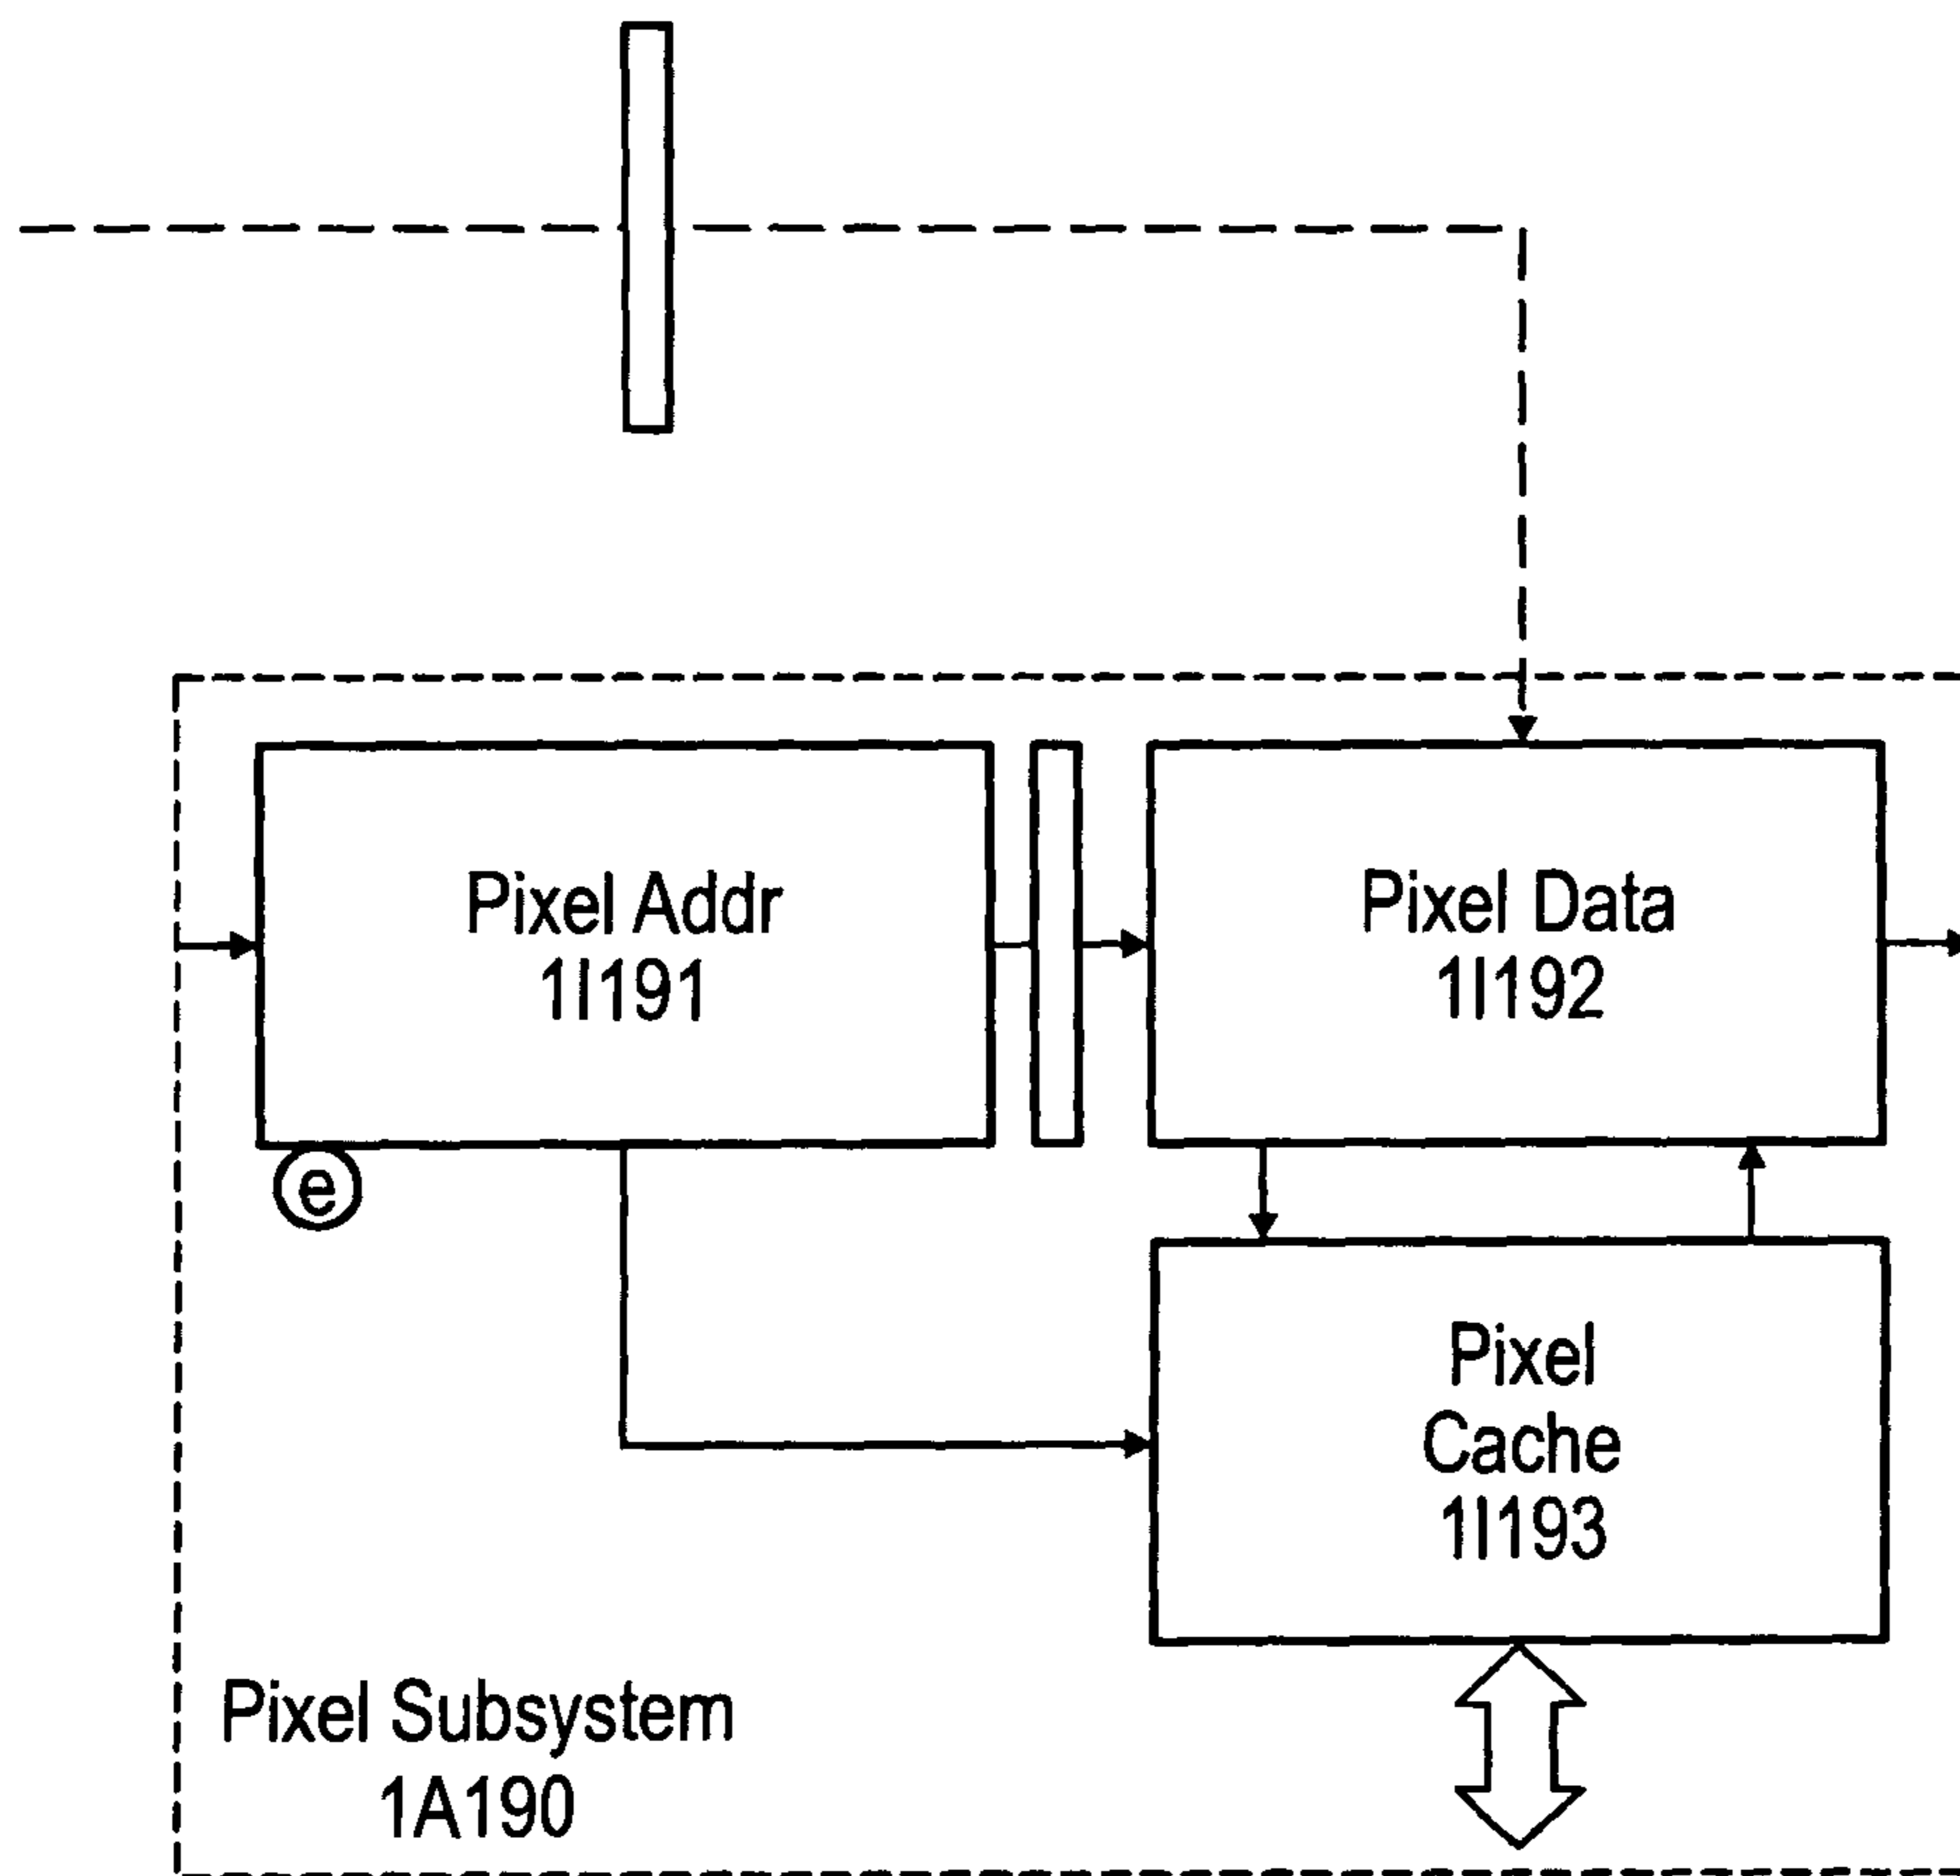 Pixel Addr
1I191
Pixel Data
1I192
e
Pixel
Cache
1I193
Pixel Subsystem
1A190